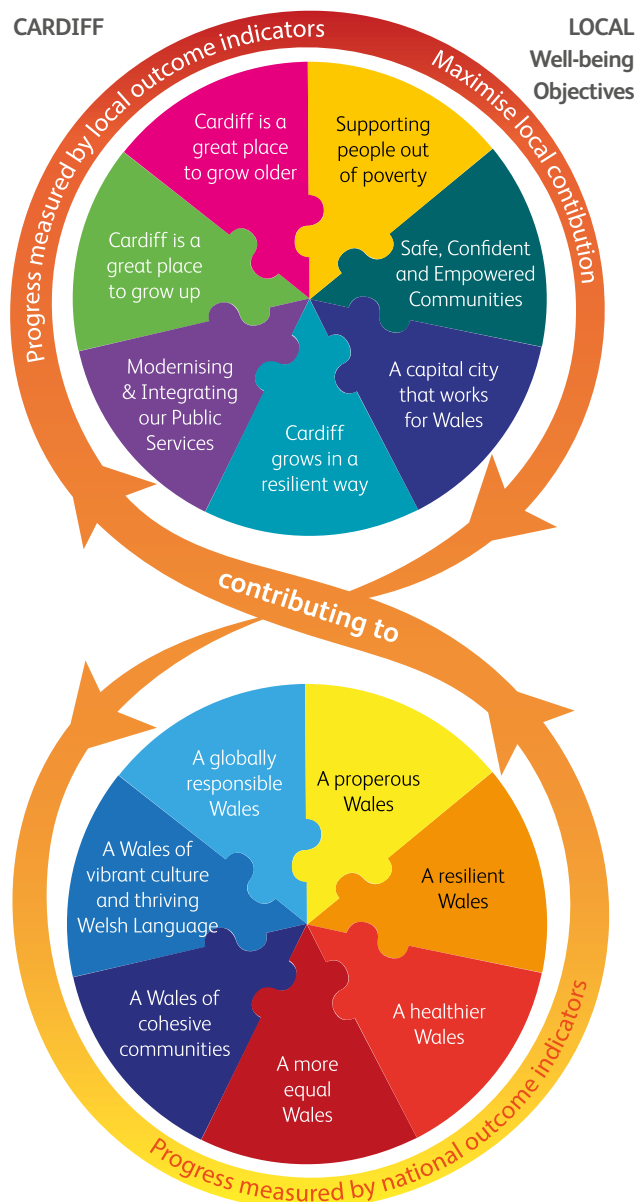 CARDIFF
LOCAL
Well-being
Objectives
Progress measured by local outcome indicators
Maximise local contibution
Cardiff is a
great place
to grow older
Supporting
people out
of poverty
Cardiff is a
great place
to grow up
Safe, Confident
and Empowered
Communities
Modernising
& Integrating
our Public
Services
A capital city
that works
for Wales
Cardiff
grows in a
resilient way
contributing to
A globally
responsible
Wales
A properous
Wales
A Wales of
vibrant culture
and thriving
Welsh Language
A resilient
Wales
A Wales of
cohesive
communities
A healthier
Wales
A more
equal
Wales
Progress measured by national outcome indicators